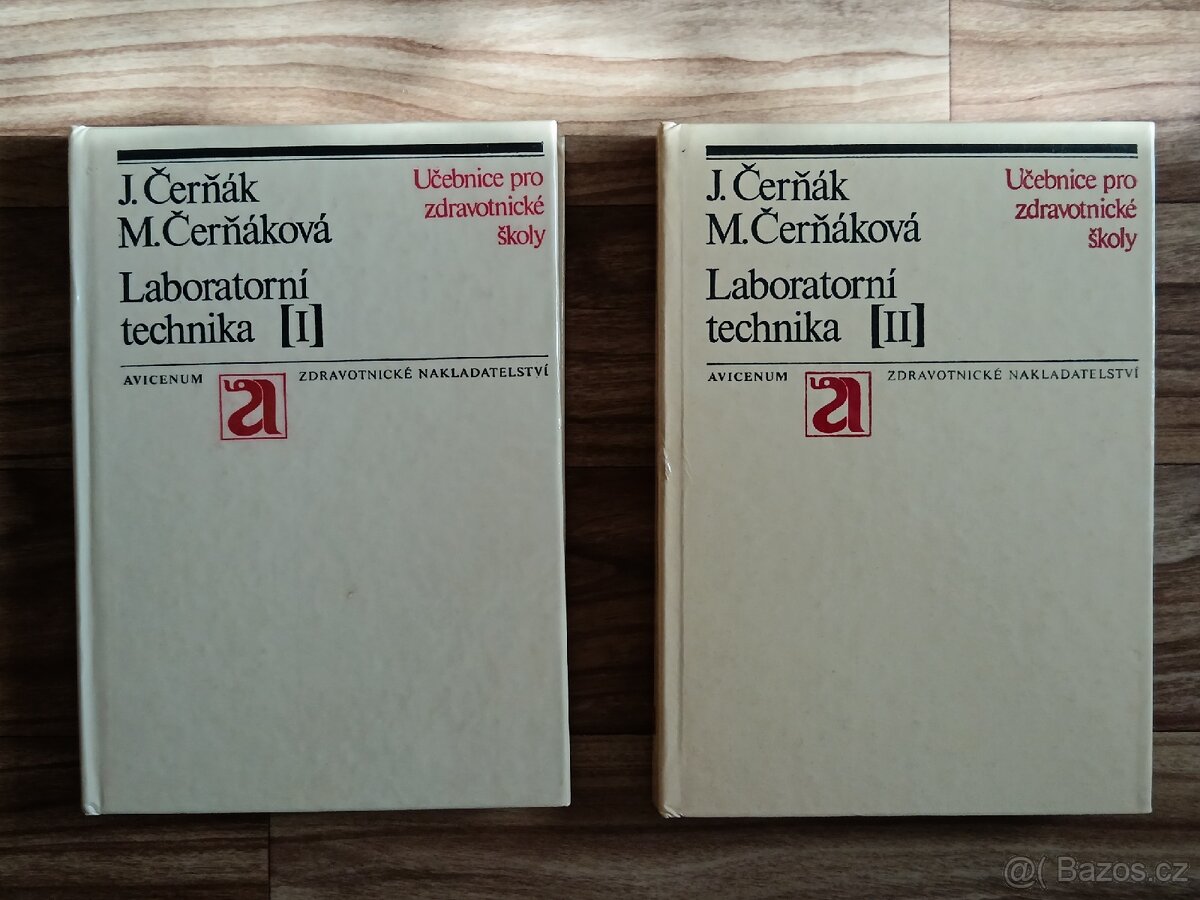 J. Čerňák
M. Čerňáková
Učebnice pro
zdravotnické
školy
Laboratorní
technika [I]
AVICENUM
a
ZDRAVOTNICKÉ NAKLADATELSTVÍ
J. Čerňák
M. Čerňáková
Učebnice pro
zdravotnické
školy
Laboratorní
technika [II]
AVICENUM
a
ZDRAVOTNICKÉ NAKLADATELSTVÍ
@( Bazos.cz